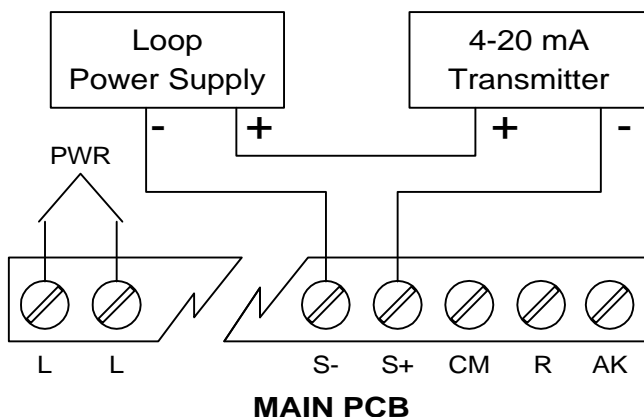 Loop
Power Supply
4-20 mA
Transmitter
- + + -
PWR
L L S- S+ CM R AK
MAIN PCB